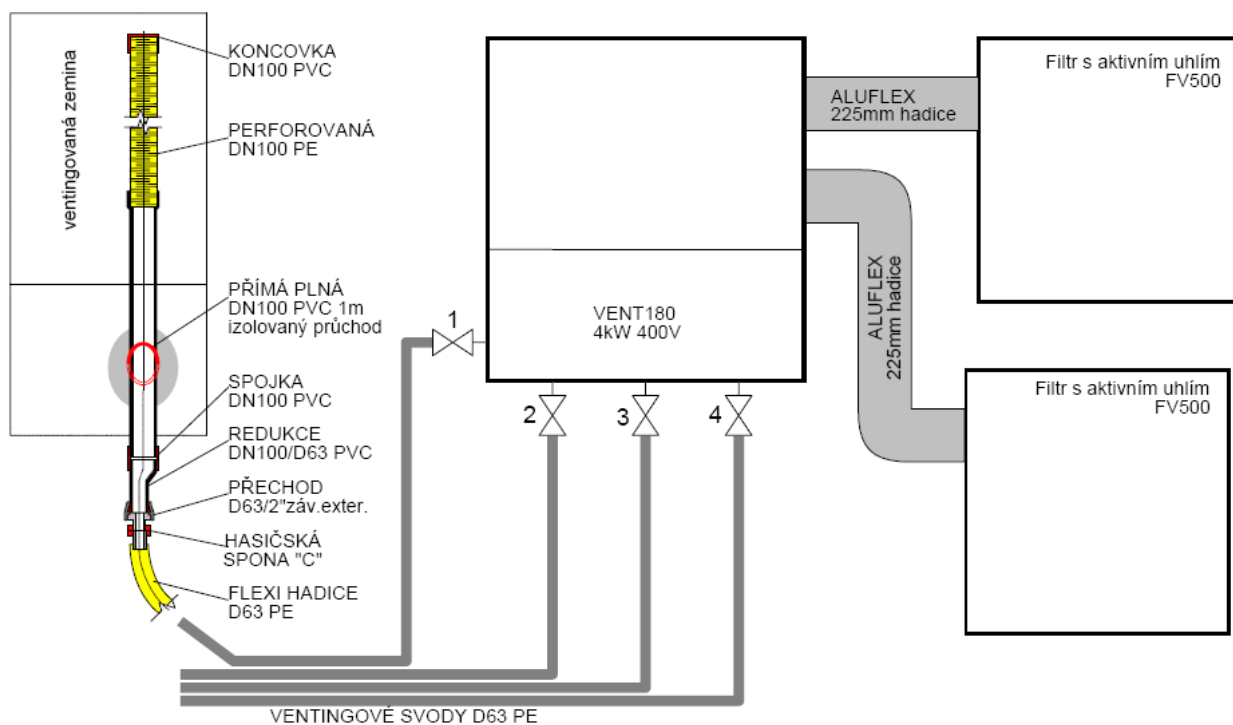 ventingovaná zemina
KONCOVKA
DN100 PVC
PERFOROVANÁ
DN100 PE
PŘÍMÁ PLNÁ
DN100 PVC 1m
izolovaný průchod
SPOJKA
DN100 PVC
REDUKCE
DN100/D63 PVC
PŘECHOD
D63/2"záv.exter.
HASIČSKÁ
SPONA "C"
FLEXI HADICE
D63 PE
VENTINGOVÉ SVODY D63 PE
1
2
3
4
VENT180
4kW 400V
ALUFLEX
225mm hadice
ALUFLEX
225mm hadice
Filtr s aktivním uhlím
FV500
Filtr s aktivním uhlím
FV500